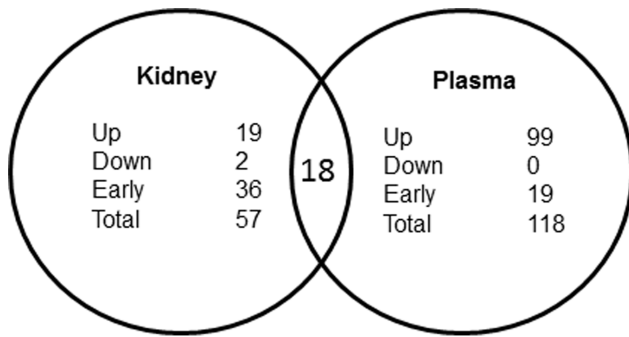 Kidney
Up 19
Down 2
Early 36
Total 57
18
Plasma
Up 99
Down 0
Early 19
Total 118